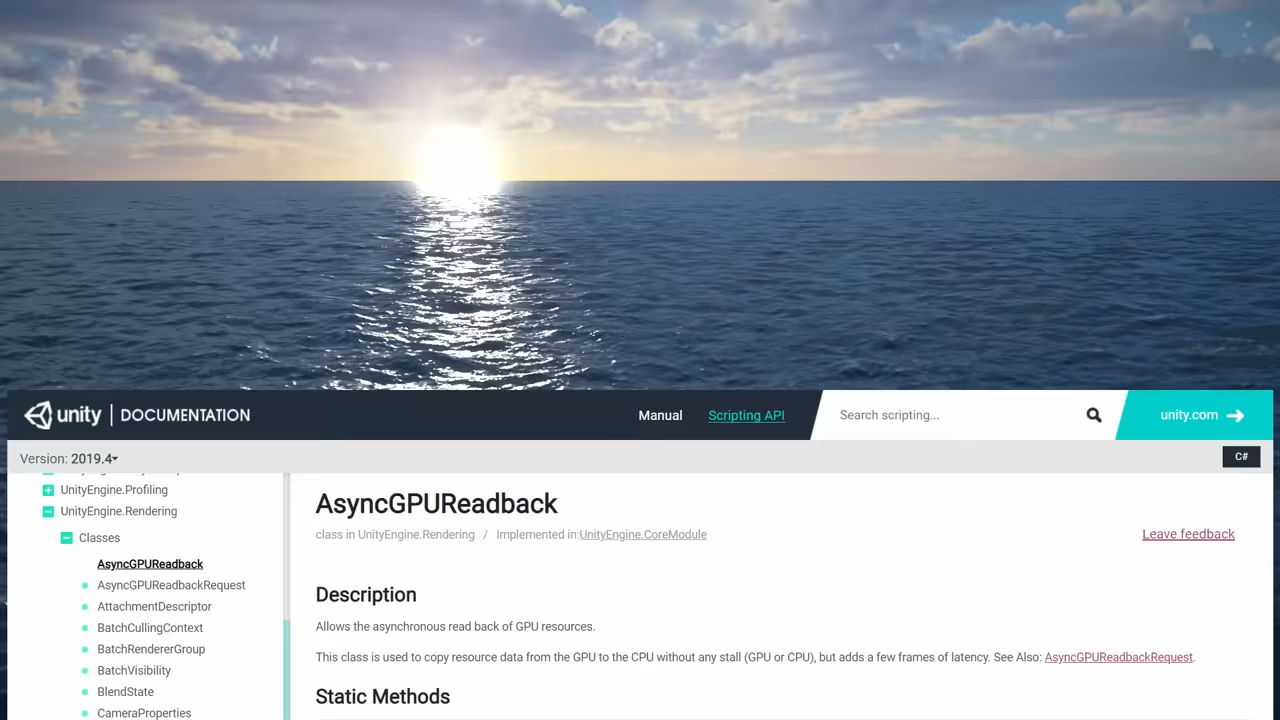 unity | DOCUMENTATION
Manual
Scripting API
Search scripting...
unity.com
Version: 2019.4
C#
UnityEngine.Profiling
UnityEngine.Rendering
Classes
AsyncGPUReadback
AsyncGPUReadbackRequest
AttachmentDescriptor
BatchCullingContext
BatchRendererGroup
BatchVisibility
BlendState
CameraProperties
AsyncGPUReadback
class in UnityEngine.Rendering / Implemented in:UnityEngine.CoreModule
Leave feedback
Description
Allows the asynchronous read back of GPU resources.
This class is used to copy resource data from the GPU to the CPU without any stall (GPU or CPU), but adds a few frames of latency. See Also: AsyncGPUReadbackRequest.
Static Methods